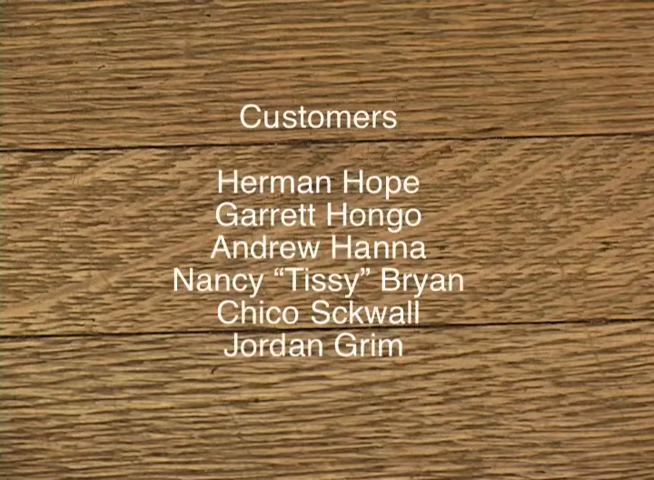 Customers
Herman Hope
Garrett Hongo
Andrew Hanna
Nancy “Tissy” Bryan
Chico Sckwall
Jordan Grim